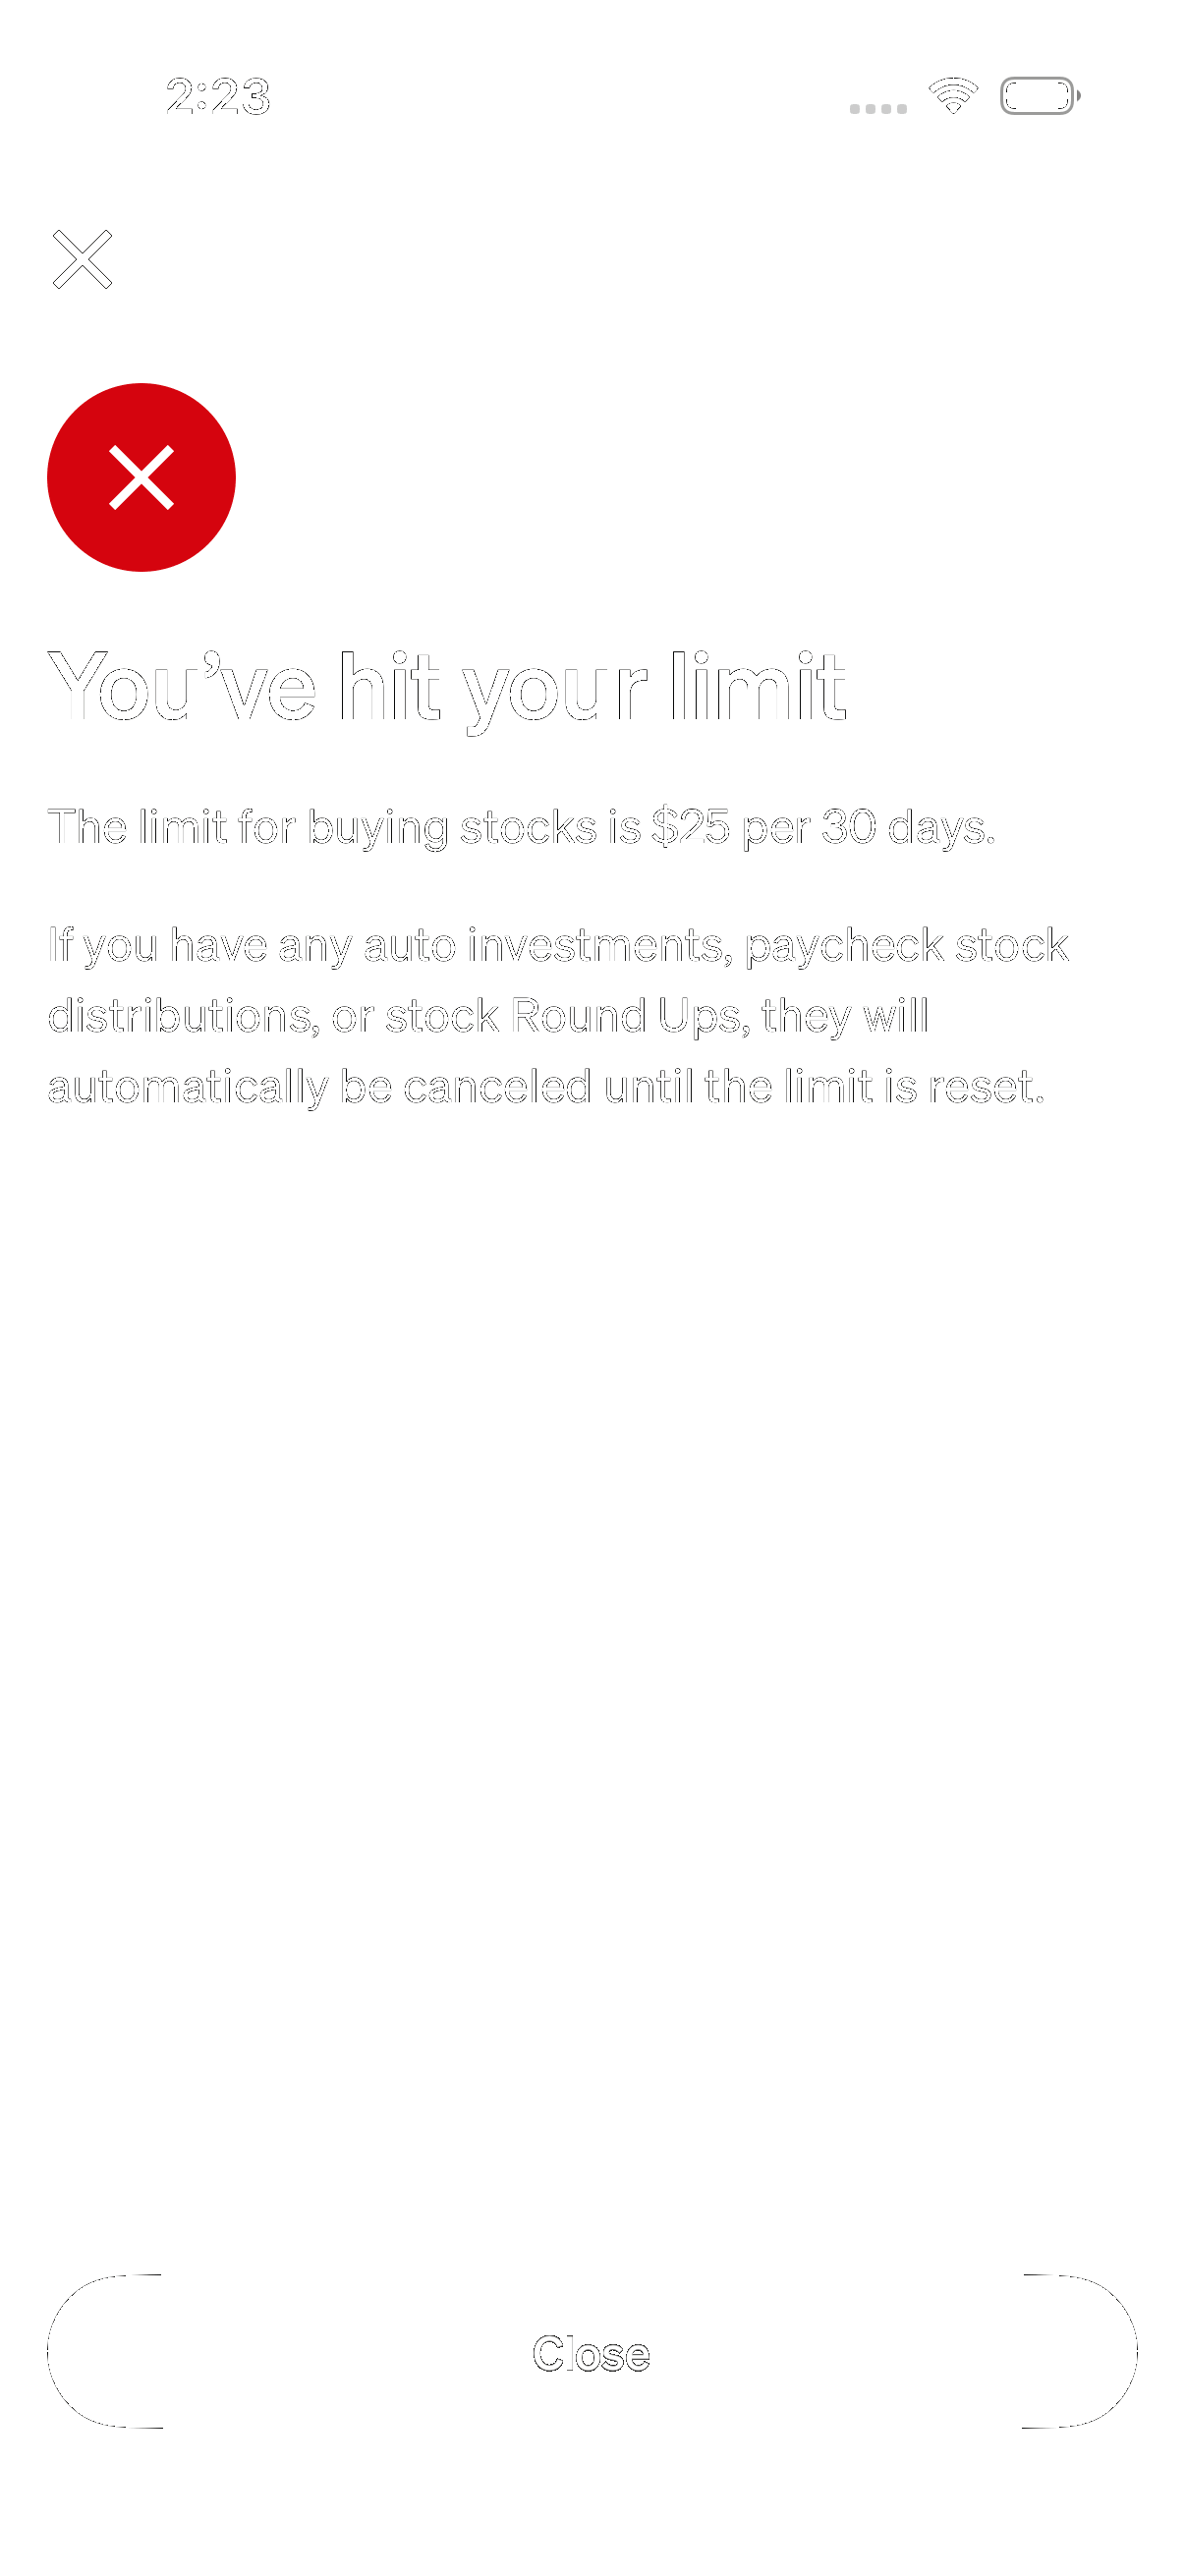 2:23
You’ve hit your limit
The limit for buying stocks is $25 per 30 days.
If you have any auto investments, paycheck stock
distributions, or stock Round Ups, they will
automatically be canceled until the limit is reset.
Close